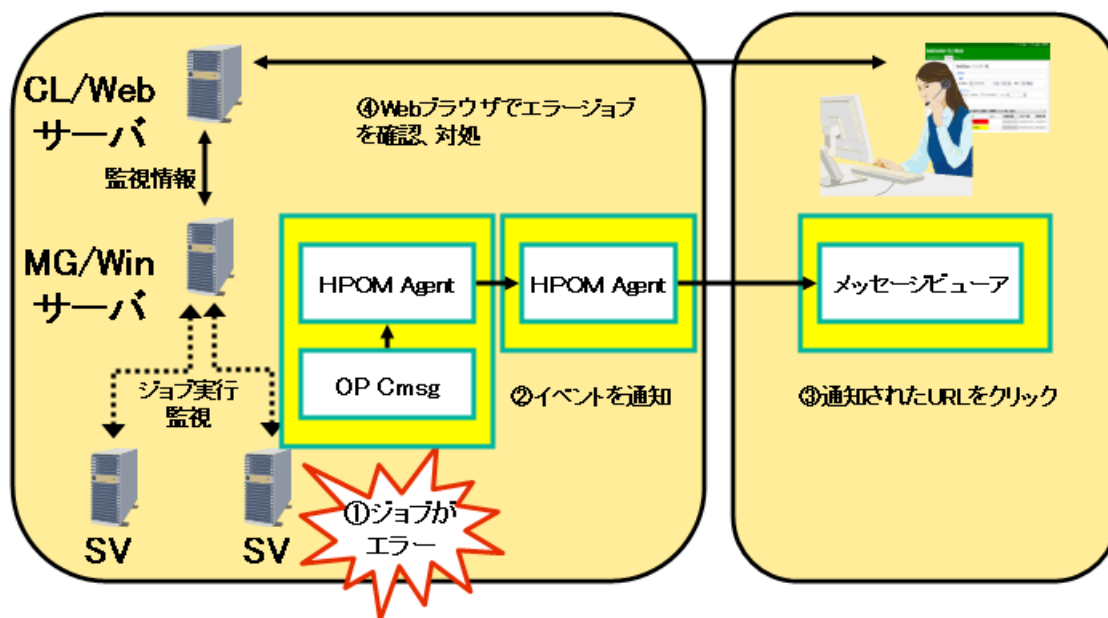 CL/Web
サーバ
④Webブラウザでエラージョブ
を確認、対処
監視情報
MG/Win
サーバ
HPOM Agent
HPOM Agent
メッセージビューア
OP Cmsg
ジョブ実行
監視
②イベントを通知
③通知されたURLをクリック
①ジョブが
エラー
SV
SV